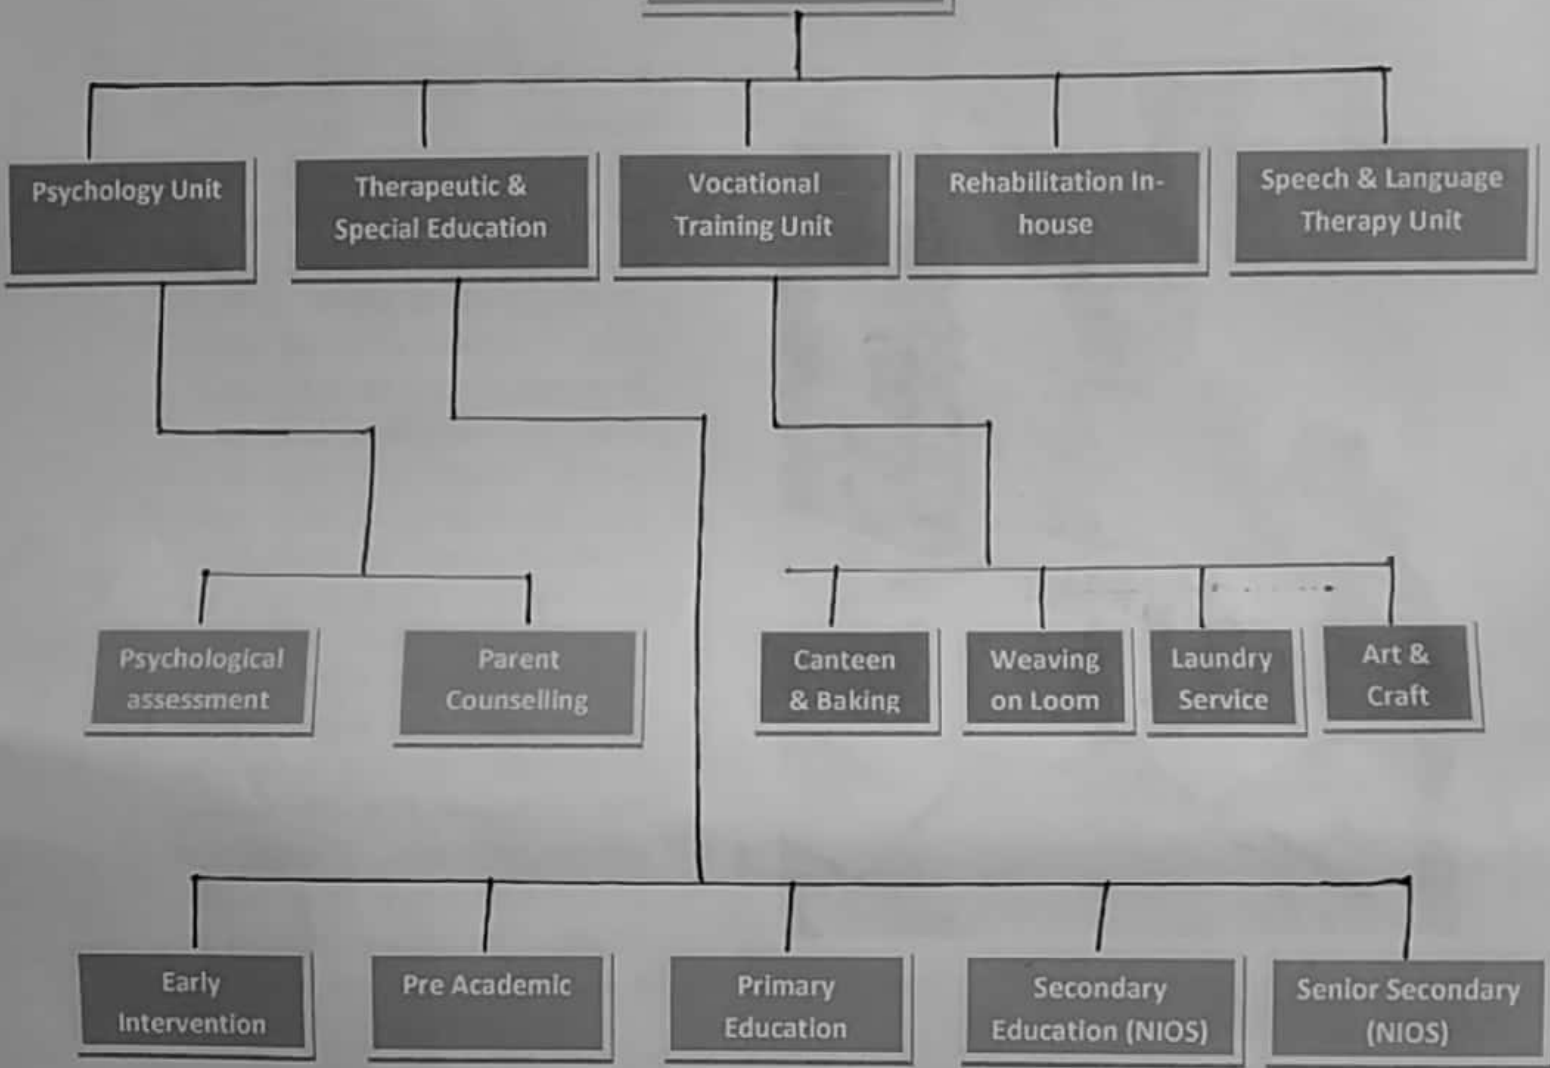 Psychology Unit
Therapeutic &
Special Education
Vocational
Training Unit
Rehabilitation In-
house
Speech & Language
Therapy Unit
Psychological
assessment
Parent
Counselling
Canteen
& Baking
Weaving
on Loom
Laundry
Service
Art &
Craft
Early
Intervention
Pre Academic
Primary
Education
Secondary
Education (NIOS)
Senior Secondary
(NIOS)